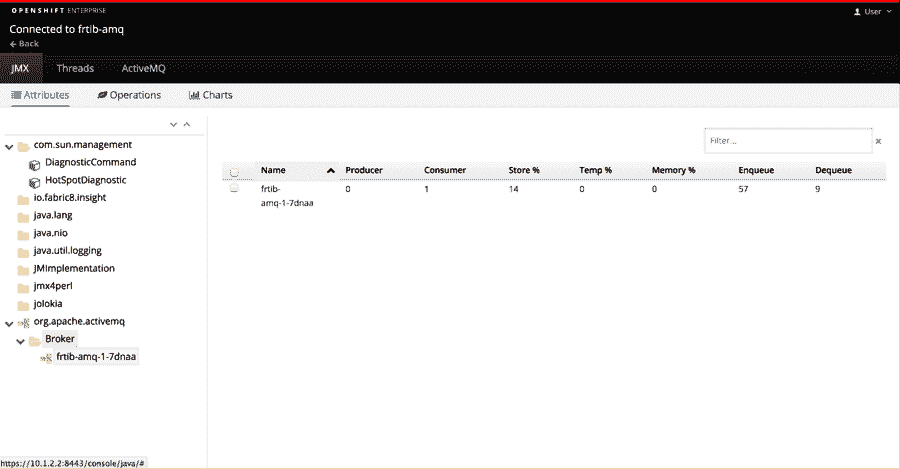 OPENSHIFT ENTERPRISE
User
Connected to frtib-amq
Back
JMX Threads ActiveMQ
Attributes Operations Charts
Filter...
com.sun.management
DiagnosticCommand
HotSpotDiagnostic
io.fabric8.insight
java.lang
java.nio
java.util.logging
JMImplementation
jmx4perl
jolokia
org.apache.activemq
Broker
frtib-amq-1-7dnaa
Name Producer Consumer Store % Temp % Memory % Enqueue Dequeue
frtib- 0 1 14 0 0 57 9
amq-1-7dnaa
https://10.1.2.2:8443/console/java/#